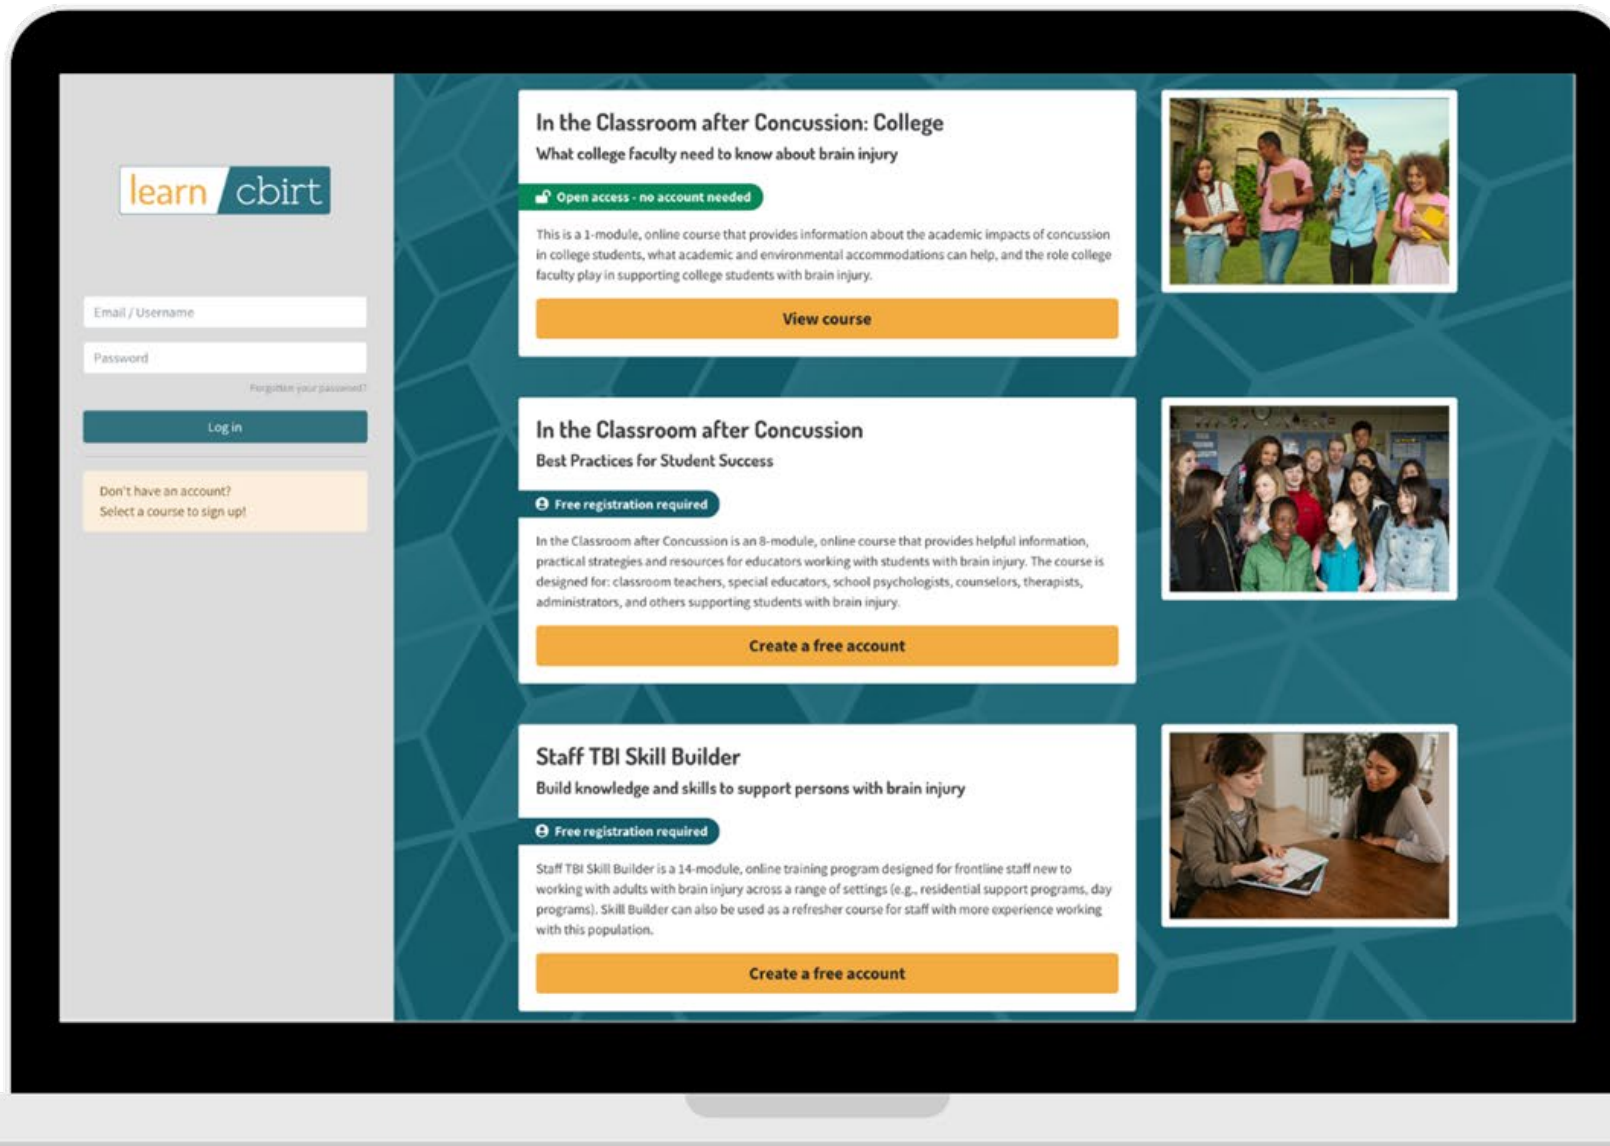 learn cbirt
Email / Username
Password
Forgotten your password?
Log in
Don't have an account?
Select a course to sign up!
In the Classroom after Concussion: College
What college faculty need to know about brain injury
Open access - no account needed
This is a 1-module, online course that provides information about the academic impacts of concussion
in college students, what academic and environmental accommodations can help, and the role college
faculty play in supporting college students with brain injury.
View course
In the Classroom after Concussion
Best Practices for Student Success
Free registration required
In the Classroom after Concussion is an 8-module, online course that provides helpful information,
practical strategies and resources for educators working with students with brain injury. The course is
designed for: classroom teachers, special educators, school psychologists, counselors, therapists,
administrators, and others supporting students with brain injury.
Create a free account
Staff TBI Skill Builder
Build knowledge and skills to support persons with brain injury
Free registration required
Staff TBI Skill Builder is a 14-module, online training program designed for frontline staff new to
working with adults with brain injury across a range of settings (e.g., residential support programs, day
programs). Skill Builder can also be used as a refresher course for staff with more experience working
with this population.
Create a free account